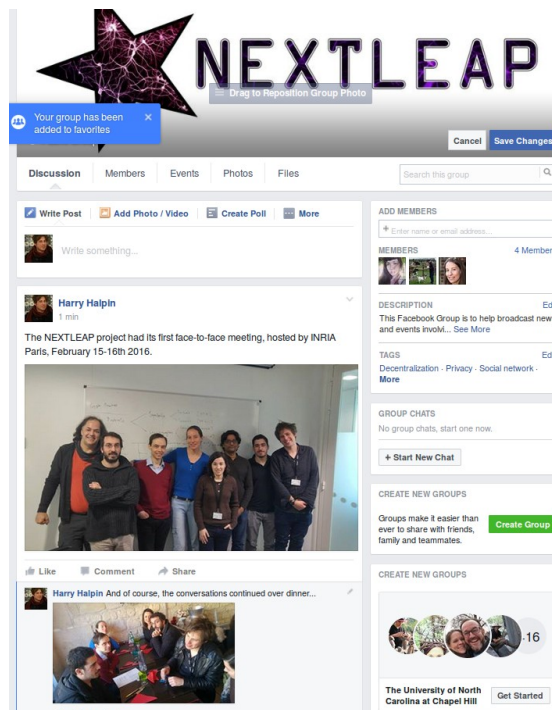 NEXTLEAP
Drag to Reposition Group Photo
Your group has been
added to favorites
Cancel
Save Changes
Discussion
Members
Events
Photos
Files
Search this group
Write Post
Add Photo / Video
Create Poll
More
Write something...
Harry Halpin
1 min
The NEXTLEAP project had its first face-to-face meeting, hosted by INRIA
Paris, February 15-16th 2016.
Like
Comment
Share
Harry Halpin And of course, the conversations continued over dinner...
ADD MEMBERS
Enter name or email address...
MEMBERS
4 Member
DESCRIPTION
Ed
This Facebook Group is to help broadcast new
and events involvi... See More
TAGS
Ed
Decentralization · Privacy · Social network ·
More
GROUP CHATS
No group chats, start one now.
+ Start New Chat
CREATE NEW GROUPS
Groups make it easier than
ever to share with friends,
family and teammates.
Create Group
CREATE NEW GROUPS
16
The University of North
Carolina at Chapel Hill
Get Started